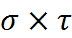 σ × τ